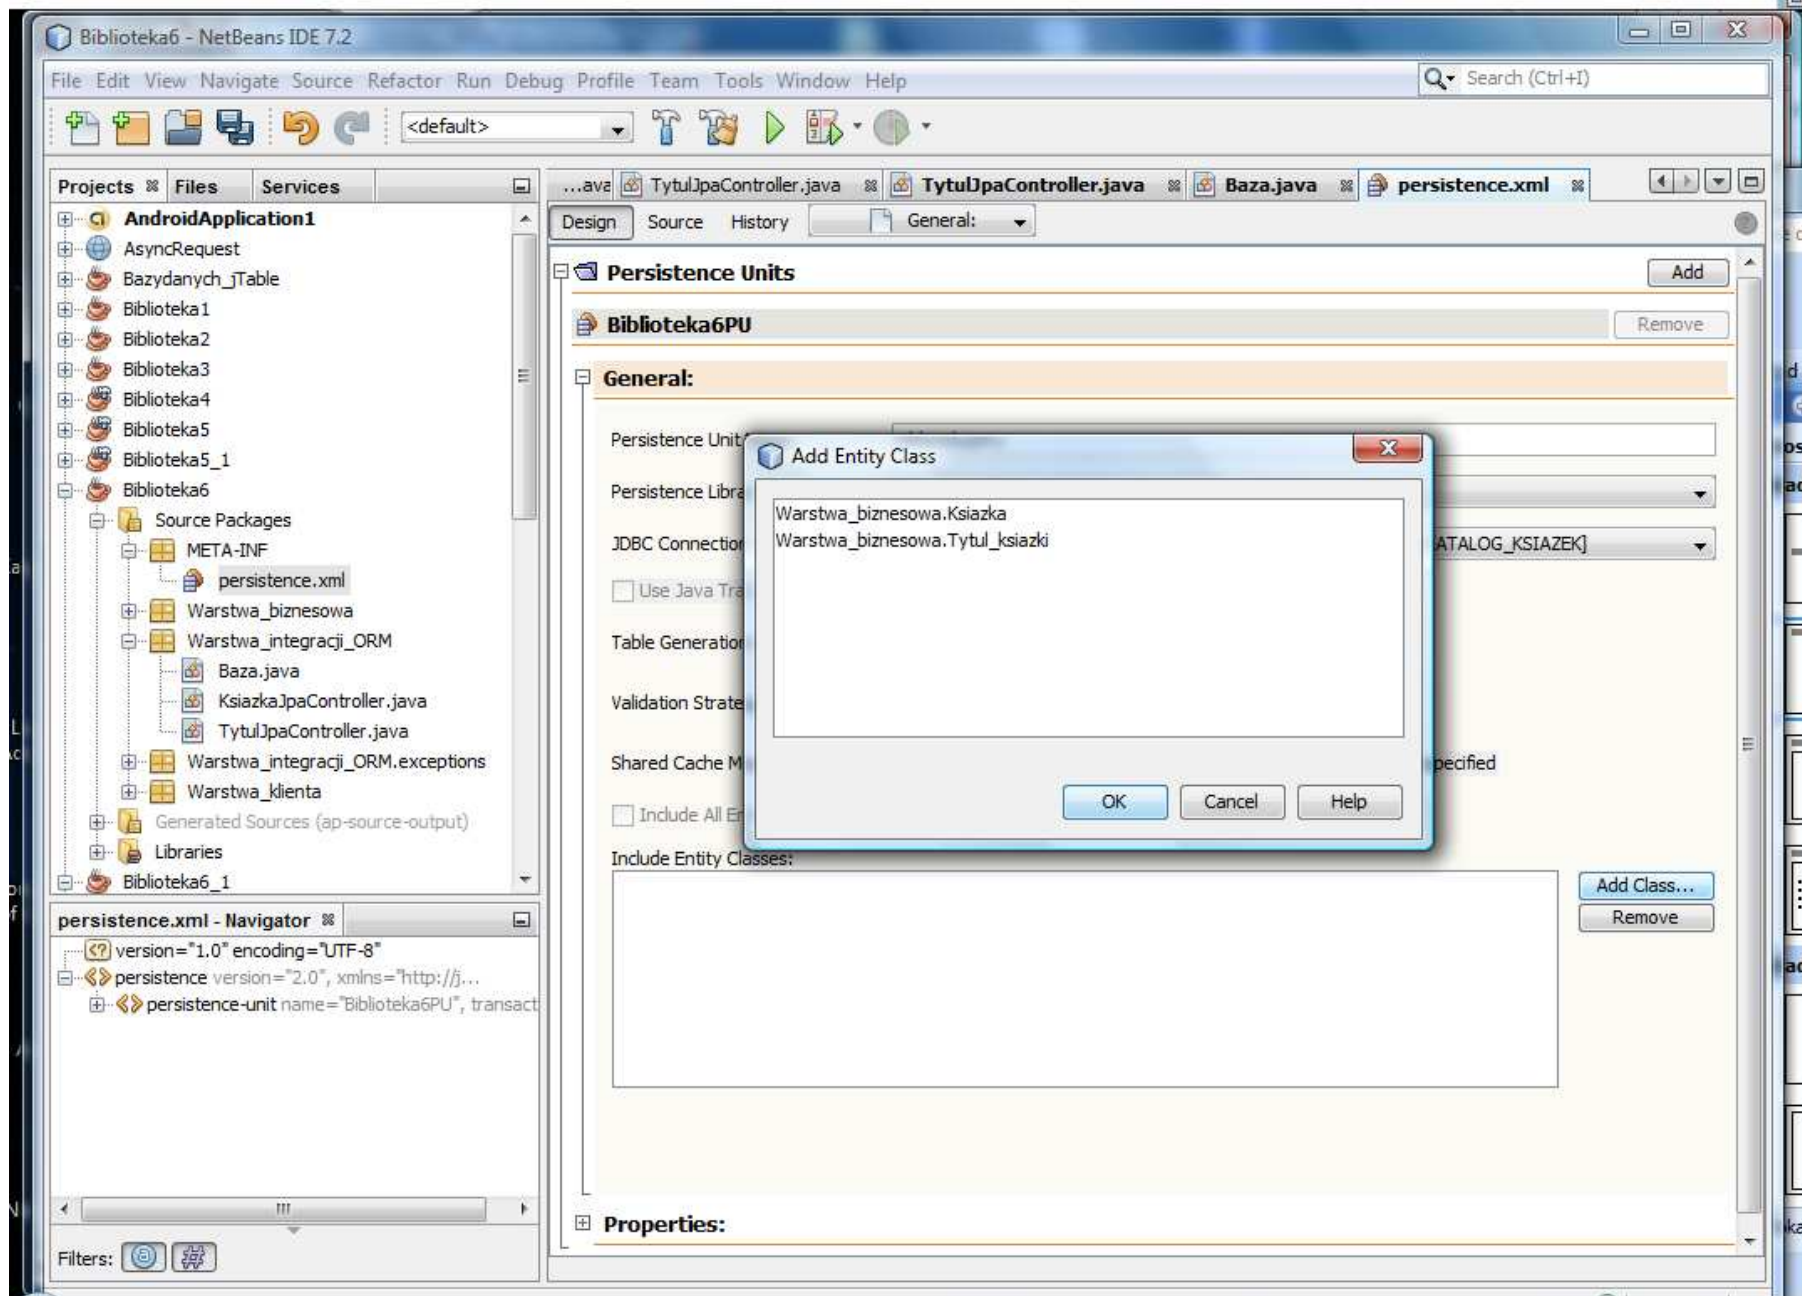 Biblioteka6 - NetBeans IDE 7.2
File Edit View Navigate Source Refactor Run Debug Profile Team Tools Window Help
Search (Ctrl+I)
<default>
Projects Files Services
AndroidApplication1
AsyncRequest
Bazydanych_jTable
Biblioteka1
Biblioteka2
Biblioteka3
Biblioteka4
Biblioteka5
Biblioteka5_1
Biblioteka6
Source Packages
META-INF
persistence.xml
Warstwa_biznesowa
Warstwa_integracji_ORM
Baza.java
KsiazkaJpaController.java
TytulJpaController.java
Warstwa_integracji_ORM.exceptions
Warstwa_klienta
Generated Sources (ap-source-output)
Libraries
Biblioteka6_1
persistence.xml - Navigator
version="1.0" encoding="UTF-8"
persistence version="2.0", xmlns="http://j...
persistence-unit name="Biblioteka6PU", transact
Filters:
...ava TytulJpaController.java TytulJpaController.java Baza.java persistence.xml
Design Source History General:
Persistence Units Add
Biblioteka6PU Remove
General:
Persistence Unit
Persistence Libra
JDBC Connection ATALOG_KSIAZEK]
Use Java Tra
Table Generation
Validation Strate
Shared Cache M pecified
Include All En
Include Entity Classes:
Add Class...
Remove
Properties:
Add Entity Class
Warstwa_biznesowa.Ksiazka
Warstwa_biznesowa.Tytul_ksiazki
OK Cancel Help